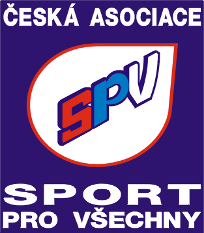 ČESKÁ ASOCIACE
SPV
SPORT
PRO VŠECHNY